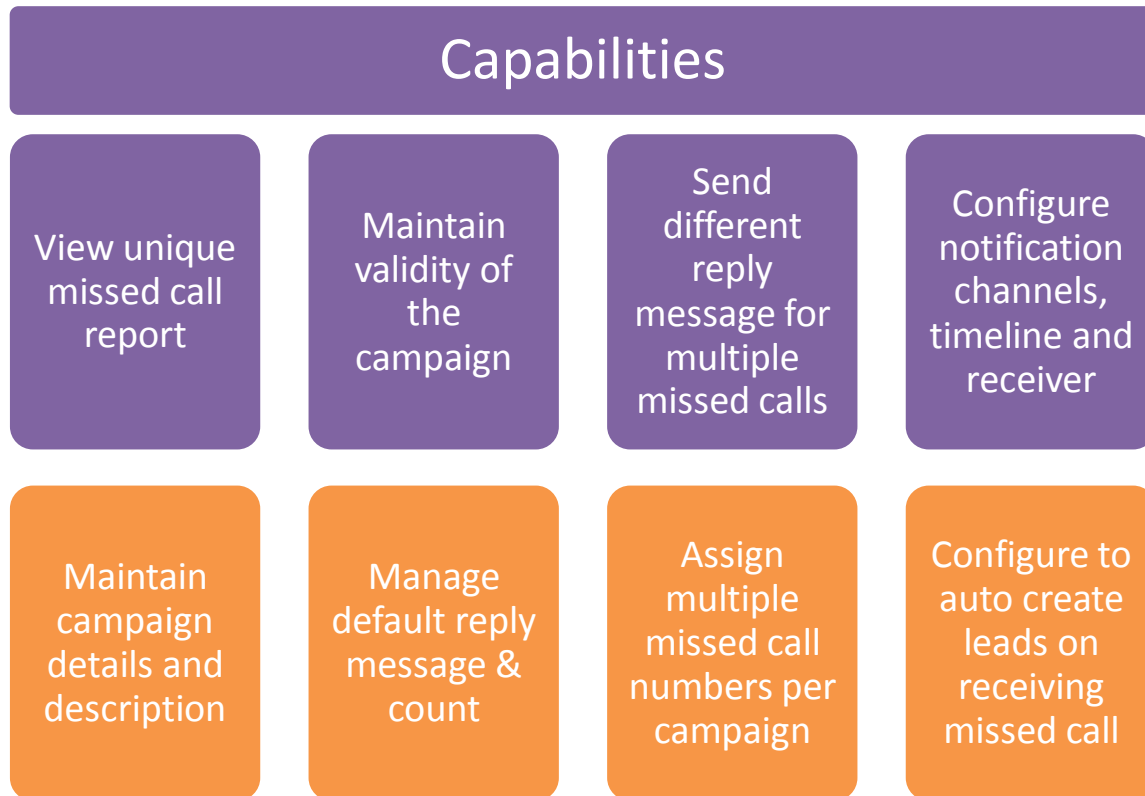 Capabilities
View unique
missed call
report
Maintain
validity of
the
campaign
Send
different
reply
message for
multiple
missed calls
Configure
notification
channels,
timeline and
receiver
Maintain
campaign
details and
description
Manage
default reply
message &
count
Assign
multiple
missed call
numbers per
campaign
Configure to
auto create
leads on
receiving
missed call